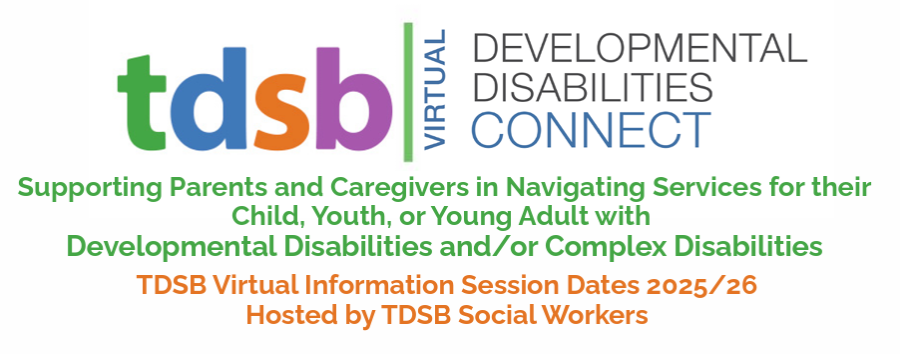 tdsb
VIRTUAL
DEVELOPMENTAL
DISABILITIES
CONNECT
Supporting Parents and Caregivers in Navigating Services for their
Child, Youth, or Young Adult with
Developmental Disabilities and/or Complex Disabilities
TDSB Virtual Information Session Dates 2025/26
Hosted by TDSB Social Workers